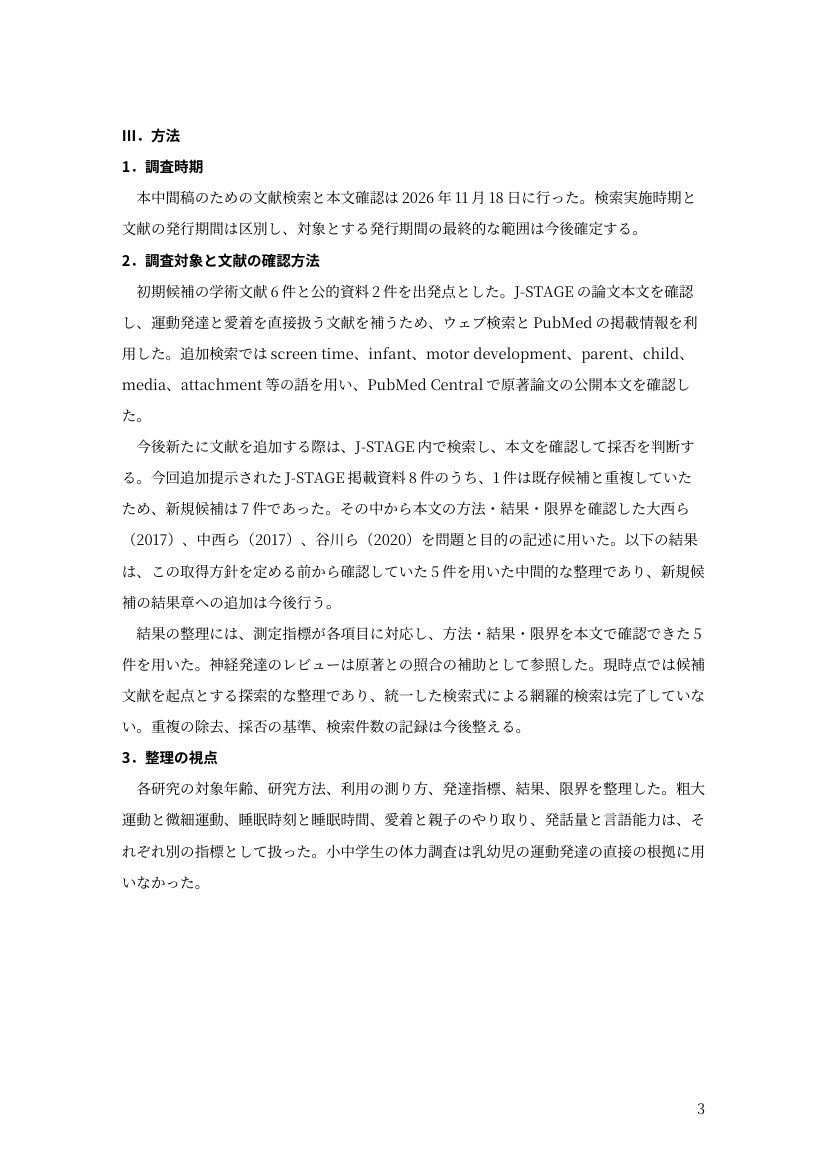 III．方法
1．調査時期
本中間稿のための文献検索と本文確認は 2026 年 11 月 18 日に行った。検索実施時期と
文献の発行期間は区別し、対象とする発行期間の最終的な範囲は今後確定する。
2．調査対象と文献の確認方法
初期候補の学術文献 6 件と公的資料 2 件を出発点とした。J-STAGE の論文本文を確認
し、運動発達と愛着を直接扱う文献を補うため、ウェブ検索と PubMed の掲載情報を利
用した。追加検索では screen time、infant、motor development、parent、child、
media、attachment 等の語を用い、PubMed Central で原著論文の公開本文を確認し
た。
今後新たに文献を追加する際は、J-STAGE 内で検索し、本文を確認して採否を判断す
る。今回追加提示された J-STAGE 掲載資料 8 件のうち、1 件は既存候補と重複していた
ため、新規候補は 7 件であった。その中から本文の方法・結果・限界を確認した大西ら
（2017）、中西ら（2017）、谷川ら（2020）を問題と目的の記述に用いた。以下の結果
は、この取得方針を定める前から確認していた 5 件を用いた中間的な整理であり、新規候
補の結果章への追加は今後行う。
結果の整理には、測定指標が各項目に対応し、方法・結果・限界を本文で確認できた 5
件を用いた。神経発達のレビューは原著との照合の補助として参照した。現時点では候補
文献を起点とする探索的な整理であり、統一した検索式による網羅的検索は完了していな
い。重複の除去、採否の基準、検索件数の記録は今後整える。
3．整理の視点
各研究の対象年齢、研究方法、利用の測り方、発達指標、結果、限界を整理した。粗大
運動と微細運動、睡眠時刻と睡眠時間、愛着と親子のやり取り、発話量と言語能力は、そ
れぞれ別の指標として扱った。小中学生の体力調査は乳幼児の運動発達の直接の根拠に用
いなかった。
3